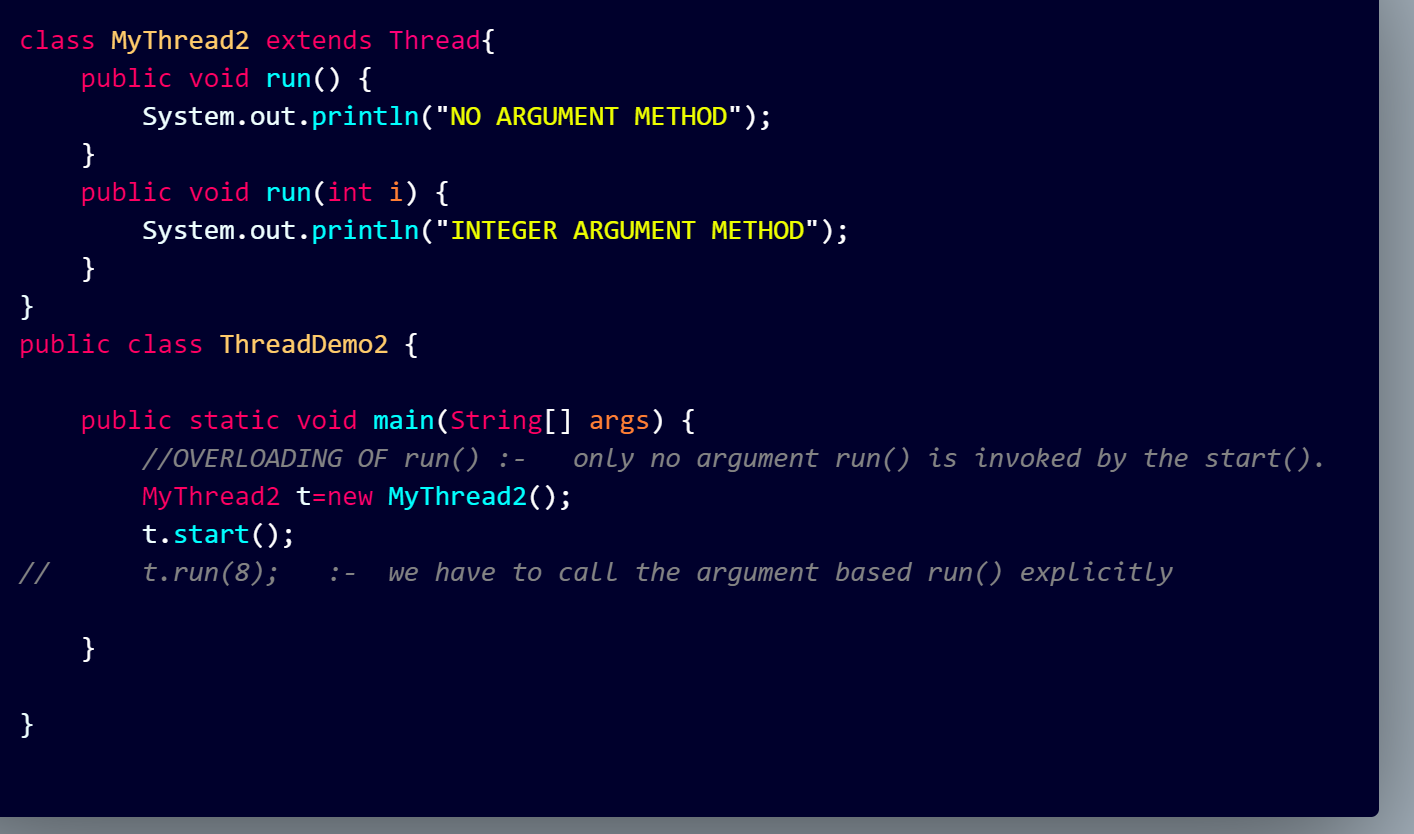 class MyThread2 extends Thread{
    public void run() {
        System.out.println("NO ARGUMENT METHOD");
    }
    public void run(int i) {
        System.out.println("INTEGER ARGUMENT METHOD");
    }
}
public class ThreadDemo2 {
    public static void main(String[] args) {
        //OVERLOADING OF run() :-   only no argument run() is invoked by the start().
        MyThread2 t=new MyThread2();
        t.start();
//      t.run(8);   :-  we have to call the argument based run() explicitly
    }
}